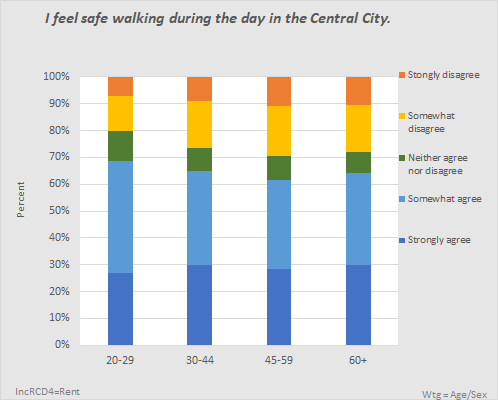 I feel safe walking during the day in the Central City.
100%
90%
80%
70%
60%
50%
40%
30%
20%
10%
0%
Percent
20-29
30-44
45-59
60+
Stongly disagree
Somewhat
disagree
Neither agree
nor disagree
Somewhat agree
Strongly agree
IncRCD4=Rent
Wtg = Age/Sex